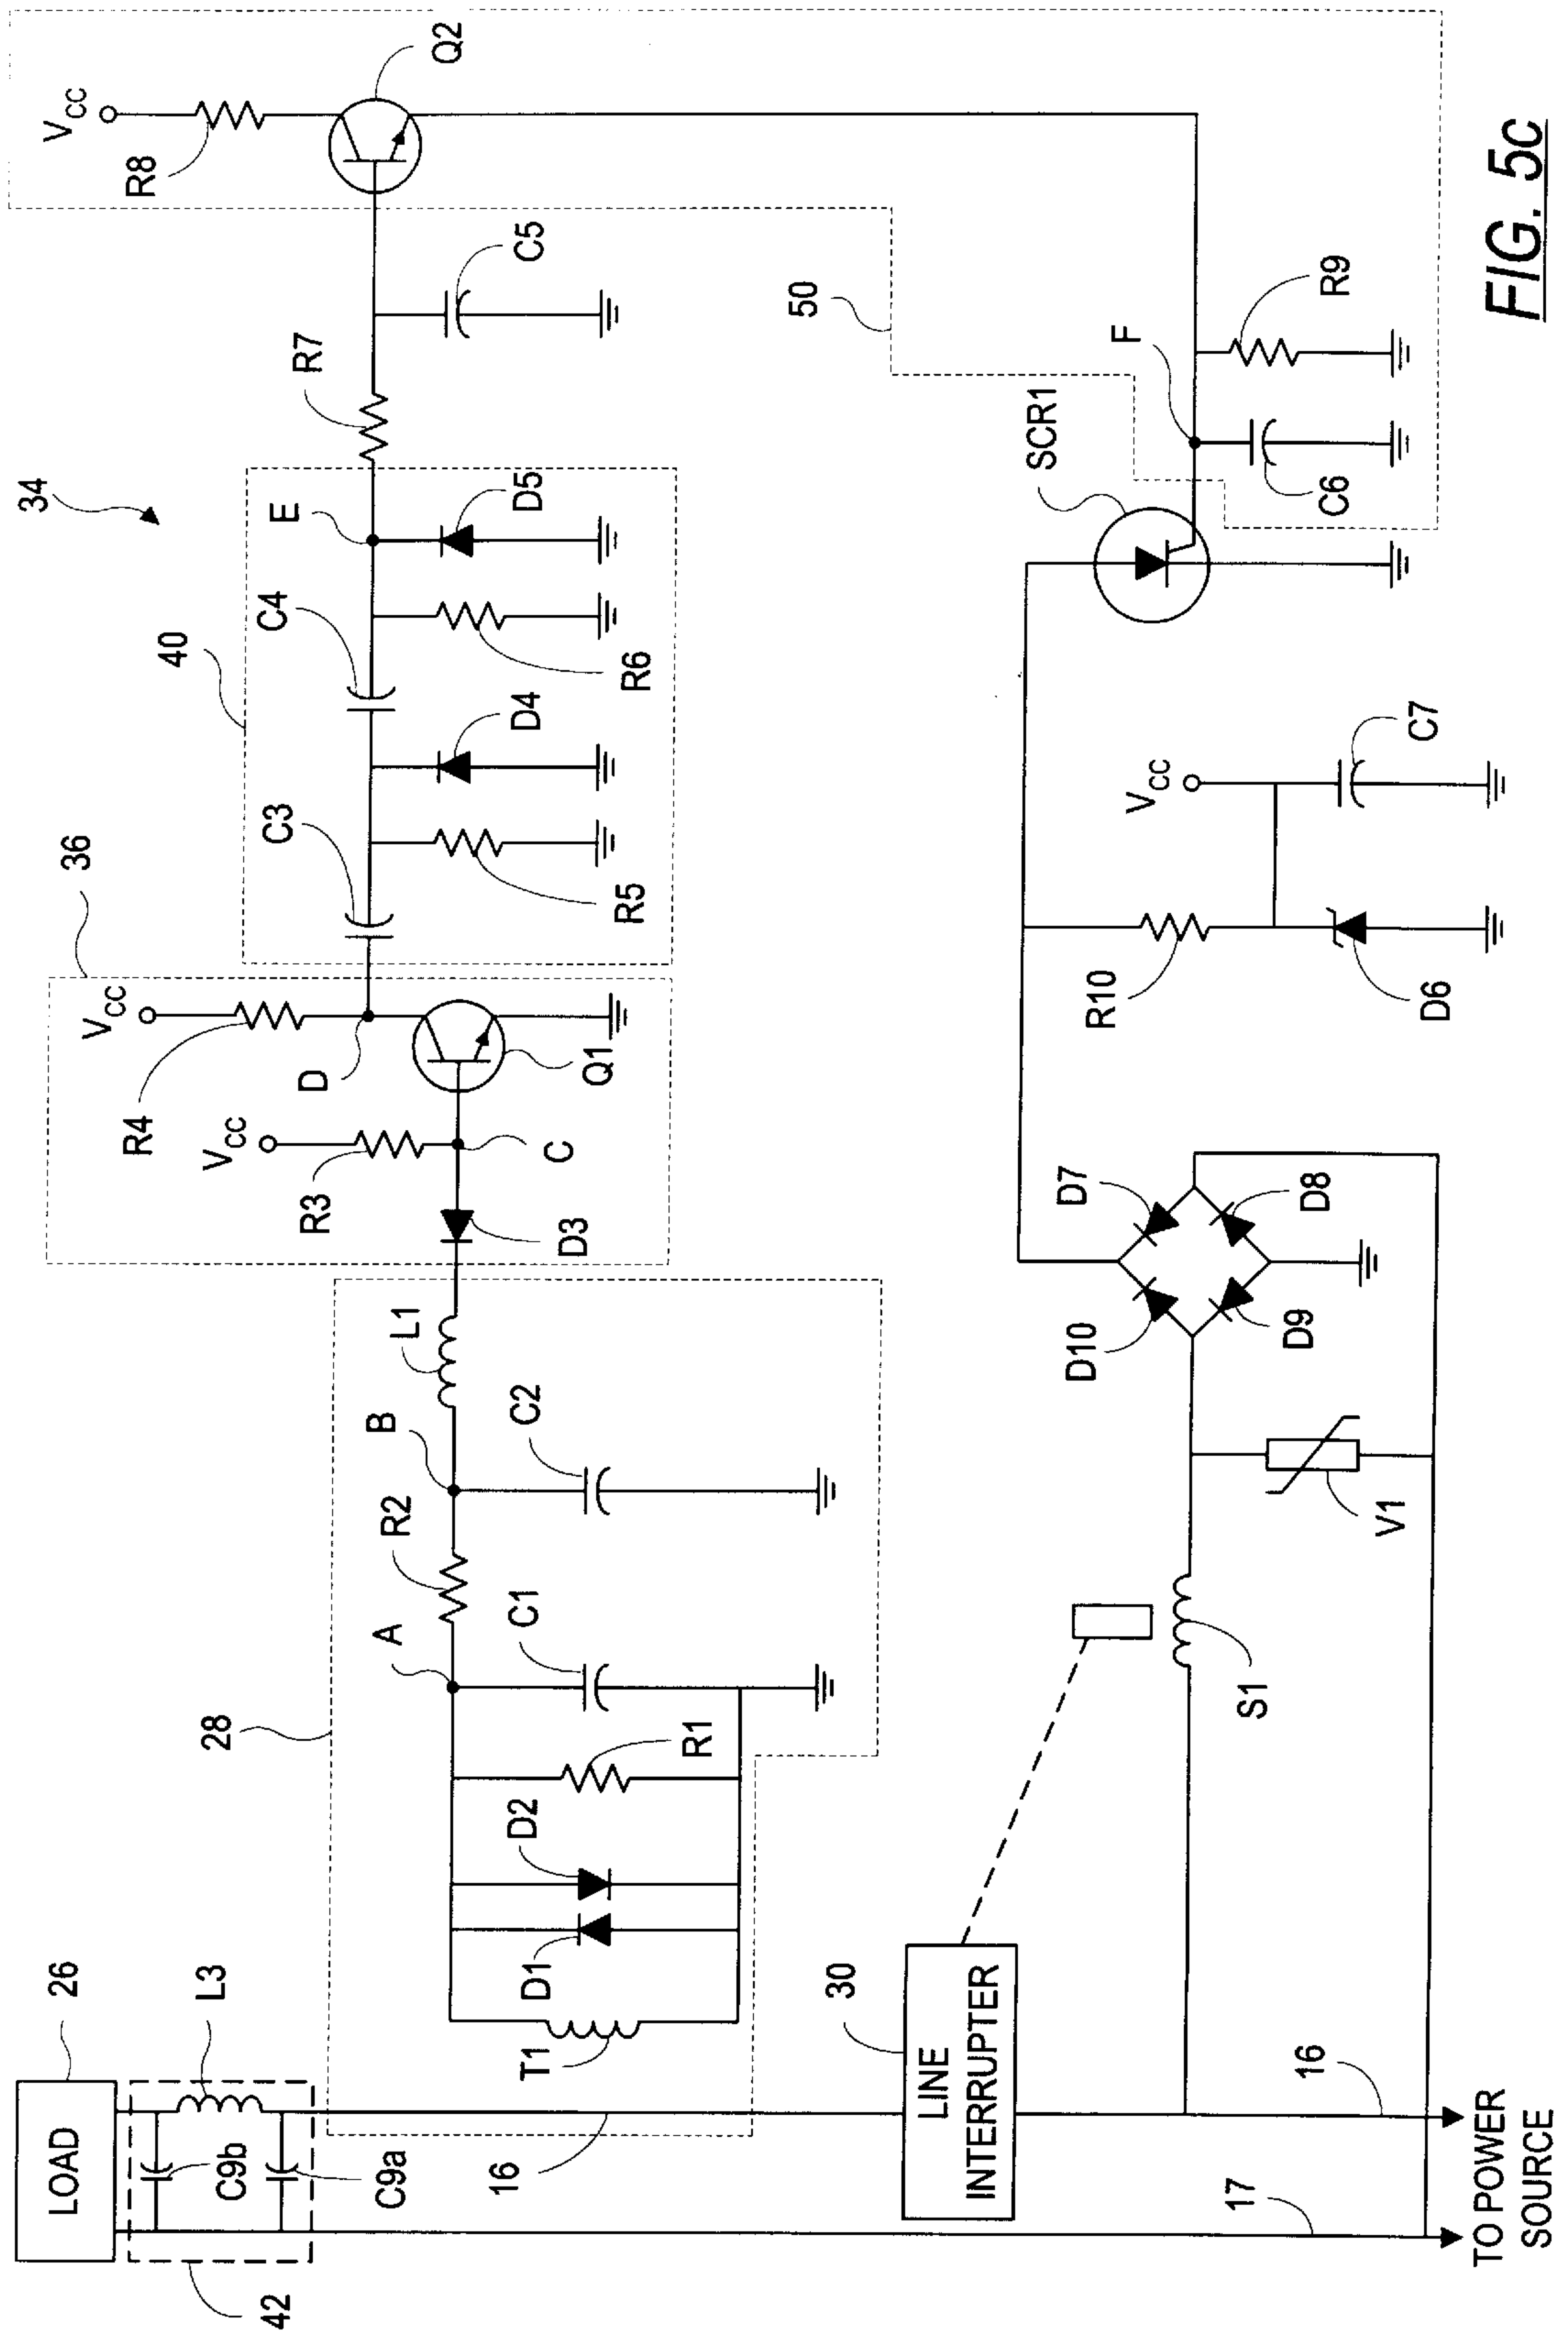 26
LOAD
L3
C9b
C9a
42
16
28
T1
D1
D2
R1
C1
A
R2
B
C2
L1
36
VCC
R4
D
VCC
R3
C
D3
Q1
40
C3
R5
D4
C4
R6
E
D5
34
R7
C5
VCC
R8
Q2
50
F
R9
C6
SCR1
VCC
C7
R10
D6
D7
D8
D10
D9
V1
S1
30
LINE
INTERRUPTER
16
17
TO POWER
SOURCE
FIG. 5c